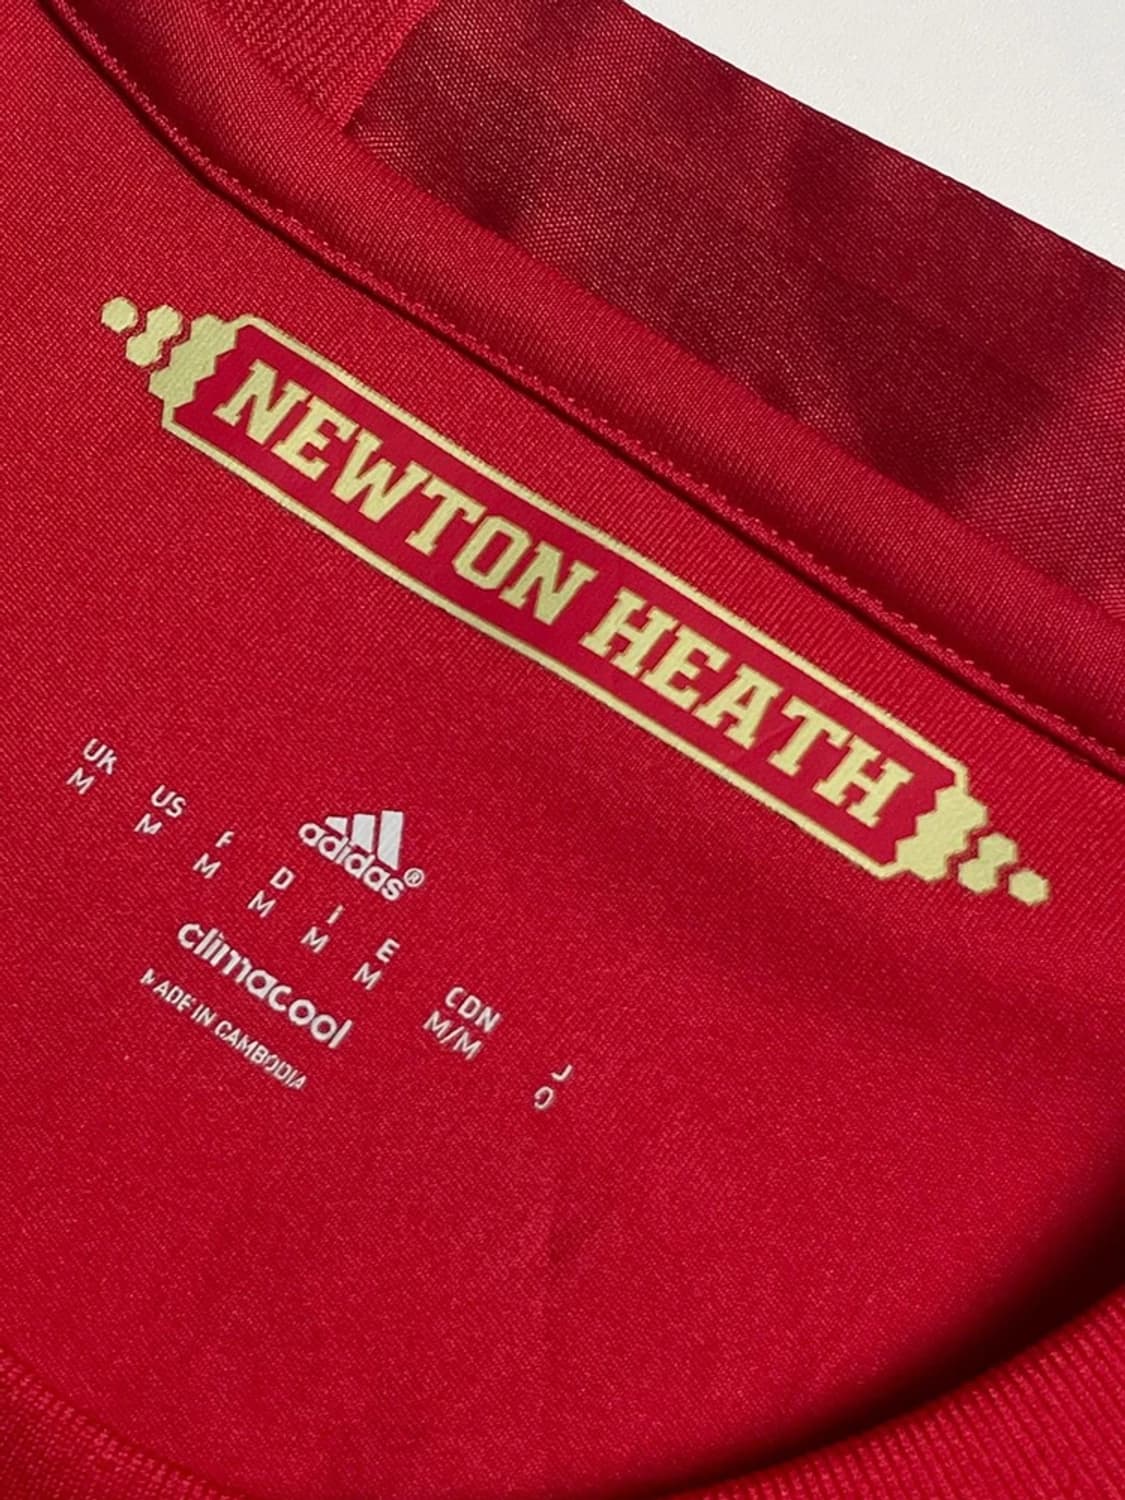 NEWTON HEATH
adidas®
UK US F D I E CDN J
M M M M M M M/M O
climacool
MADE IN CAMBODIA